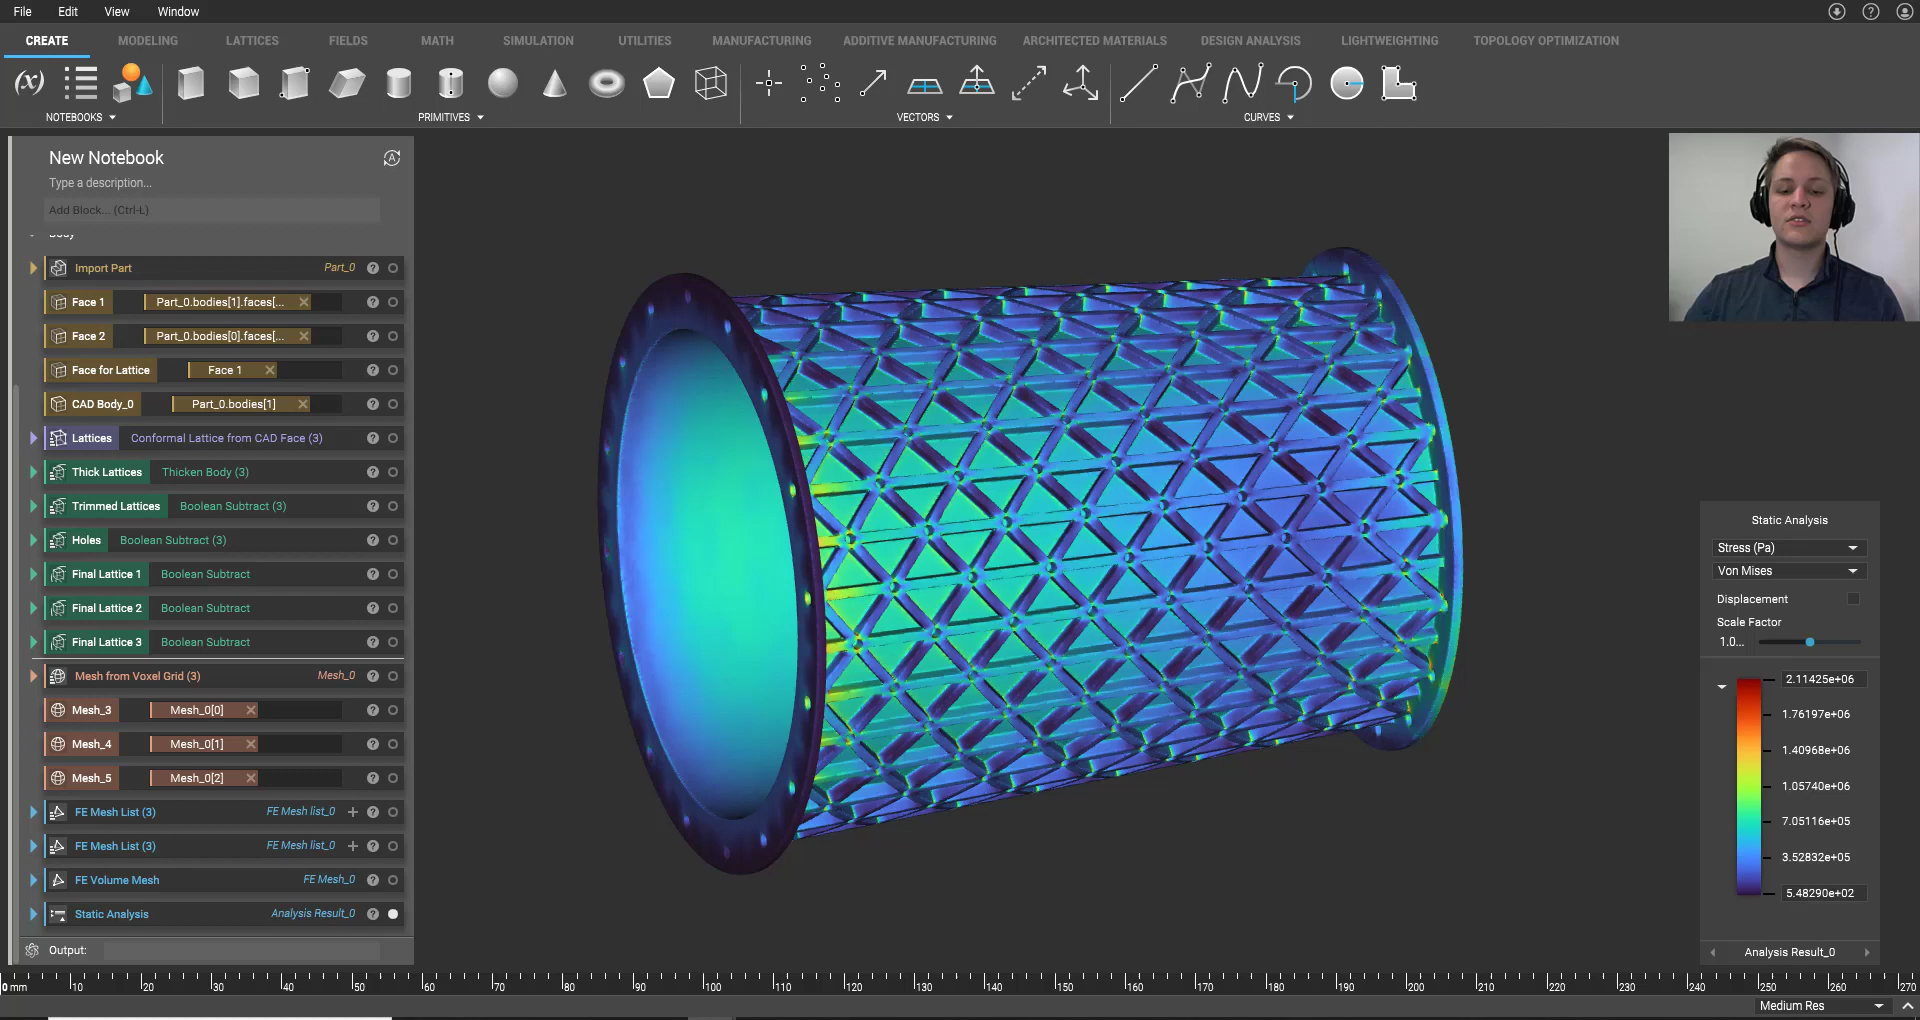 File Edit View Window
CREATE MODELING LATTICES FIELDS MATH SIMULATION UTILITIES MANUFACTURING ADDITIVE MANUFACTURING ARCHITECTED MATERIALS DESIGN ANALYSIS LIGHTWEIGHTING TOPOLOGY OPTIMIZATION
(x)
NOTEBOOKS PRIMITIVES VECTORS CURVES
New Notebook
Type a description...
Add Block... (Ctrl-L)
Body
Import Part Part_0
Face 1 Part_0.bodies[1].faces[...
Face 2 Part_0.bodies[0].faces[...
Face for Lattice Face 1
CAD Body_0 Part_0.bodies[1]
Lattices Conformal Lattice from CAD Face (3)
Thick Lattices Thicken Body (3)
Trimmed Lattices Boolean Subtract (3)
Holes Boolean Subtract (3)
Final Lattice 1 Boolean Subtract
Final Lattice 2 Boolean Subtract
Final Lattice 3 Boolean Subtract
Mesh from Voxel Grid (3) Mesh_0
Mesh_3 Mesh_0[0]
Mesh_4 Mesh_0[1]
Mesh_5 Mesh_0[2]
FE Mesh List (3) FE Mesh list_0
FE Mesh List (3) FE Mesh list_0
FE Volume Mesh FE Mesh_0
Static Analysis Analysis Result_0
Output:
Static Analysis
Stress (Pa)
Von Mises
Displacement
Scale Factor
1.0...
2.11425e+06
1.76197e+06
1.40968e+06
1.05740e+06
7.05116e+05
3.52832e+05
5.48290e+02
Analysis Result_0
0 mm 10 20 30 40 50 60 70 80 90 100 110 120 130 140 150 160 170 180 190 200 210 220 230 240 250 260 270
Medium Res